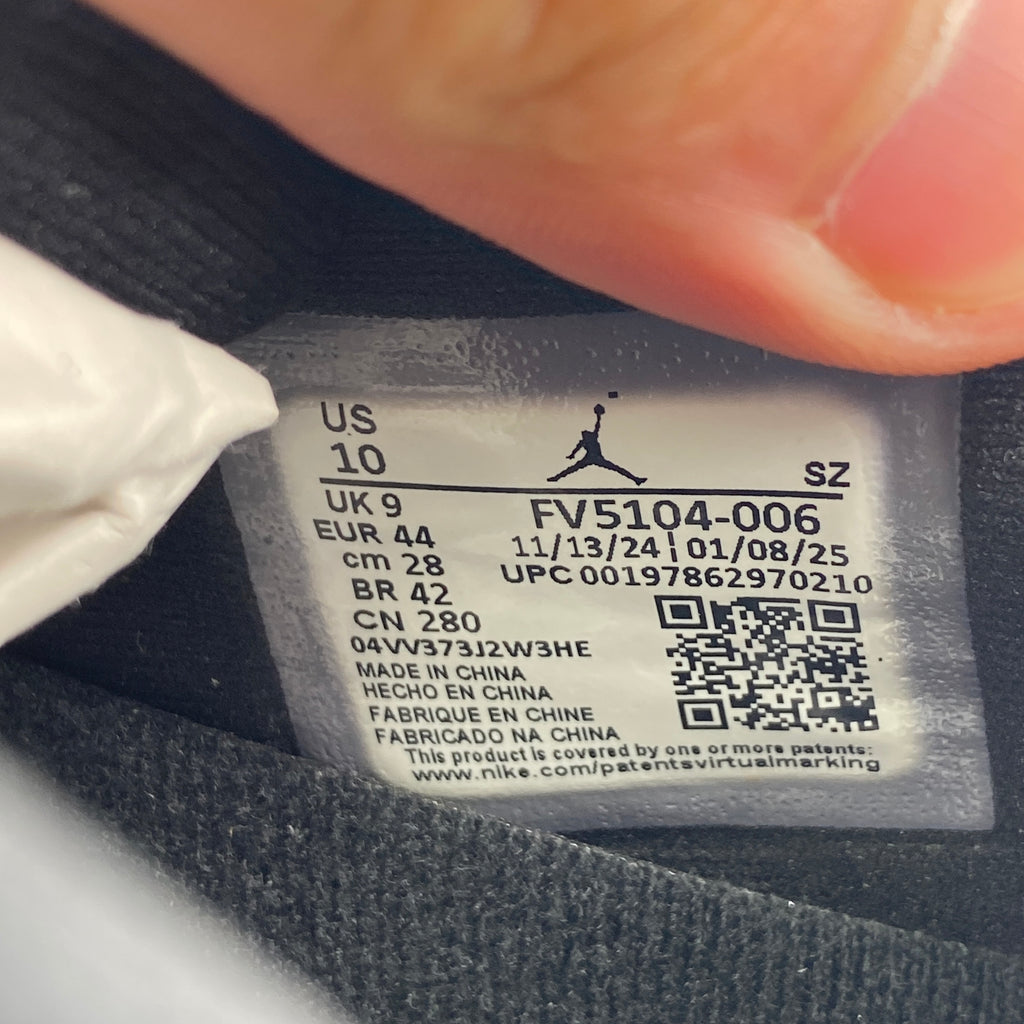 US
10
SZ
UK 9
EUR 44
cm 28
BR 42
CN 280
FV5104-006
11/13/24 | 01/08/25
UPC 00197862970210
04VV373J2W3HE
MADE IN CHINA
HECHO EN CHINA
FABRIQUE EN CHINE
FABRICADO NA CHINA
This product is covered by one or more patents:
www.nike.com/patentsvirtualmarking